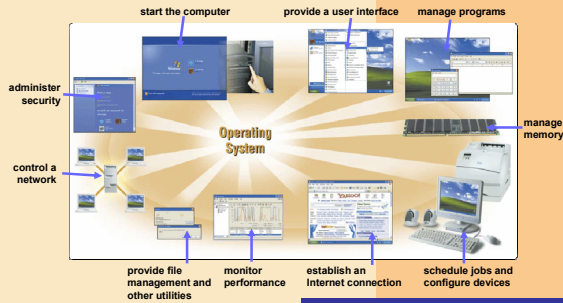 start the computer
provide a user interface
manage programs
administer
security
Operating
System
manage
memory
control a
network
YAHOO!
provide file
management and
other utilities
monitor
performance
establish an
Internet connection
schedule jobs and
configure devices